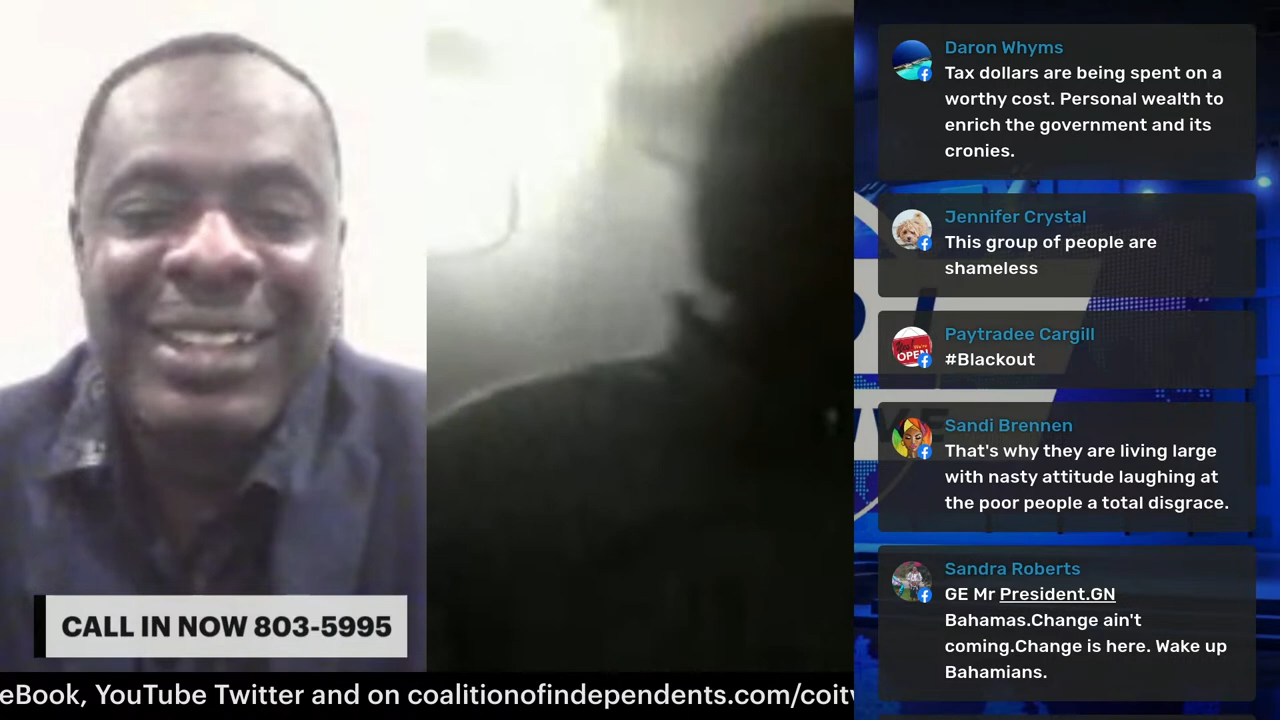 CALL IN NOW 803-5995
eBook, YouTube Twitter and on coalitionofindependents.com/coitv
Daron Whyms
Tax dollars are being spent on a
worthy cost. Personal wealth to
enrich the government and its
cronies.
Jennifer Crystal
This group of people are
shameless
Paytradee Cargill
#Blackout
Sandi Brennen
That's why they are living large
with nasty attitude laughing at
the poor people a total disgrace.
Sandra Roberts
GE Mr President.GN
Bahamas.Change ain't
coming.Change is here. Wake up
Bahamians.